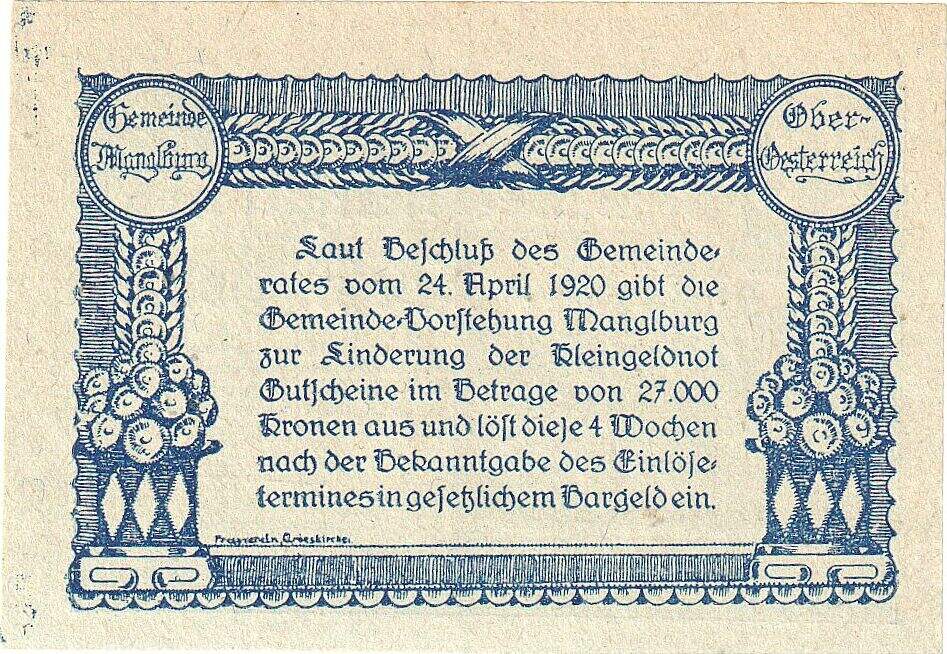 Gemeinde
Manglburg
Ober-
Oesterreich
Laut Beschluß des Gemeinde-
rates vom 24. April 1920 gibt die
Gemeinde-Vorstehung Manglburg
zur Linderung der Kleingeldnot
Gutscheine im Betrage von 27.000
Kronen aus und löst diese 4 Wochen
nach der Bekanntgabe des Einlöse-
termines in gesetzlichem Bargeld ein.